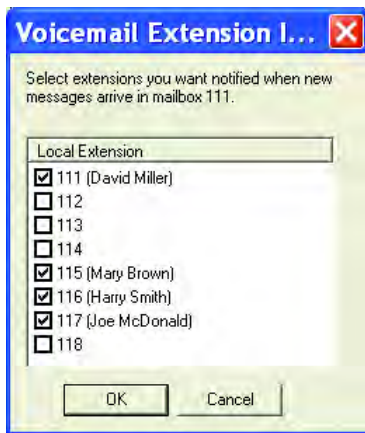 Voicemail Extension I...
Select extensions you want notified when new
messages arrive in mailbox 111.
Local Extension
111 (David Miller)
112
113
114
115 (Mary Brown)
116 (Harry Smith)
117 (Joe McDonald)
118
OK Cancel